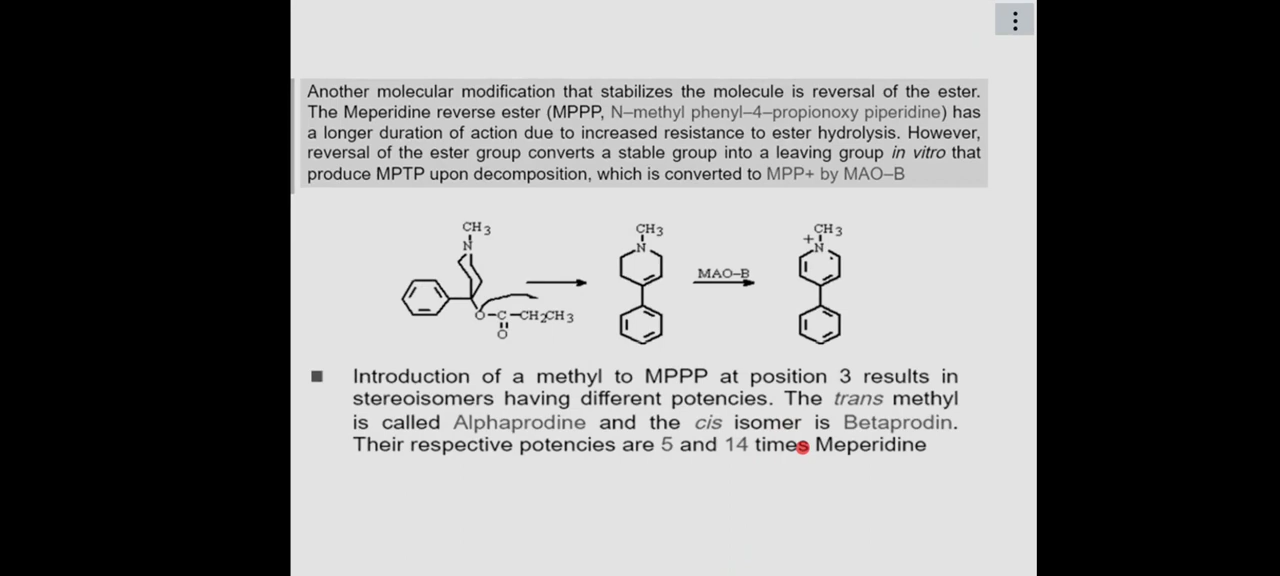 Another molecular modification that stabilizes the molecule is reversal of the ester.
The Meperidine reverse ester (MPPP, N–methyl phenyl–4–propionoxy piperidine) has
a longer duration of action due to increased resistance to ester hydrolysis. However,
reversal of the ester group converts a stable group into a leaving group in vitro that
produce MPTP upon decomposition, which is converted to MPP+ by MAO–B
CH3
N
O–C–CH2CH3
O
CH3
N
MAO–B
CH3
+N
■ Introduction of a methyl to MPPP at position 3 results in
stereoisomers having different potencies. The trans methyl
is called Alphaprodine and the cis isomer is Betaprodin.
Their respective potencies are 5 and 14 times Meperidine